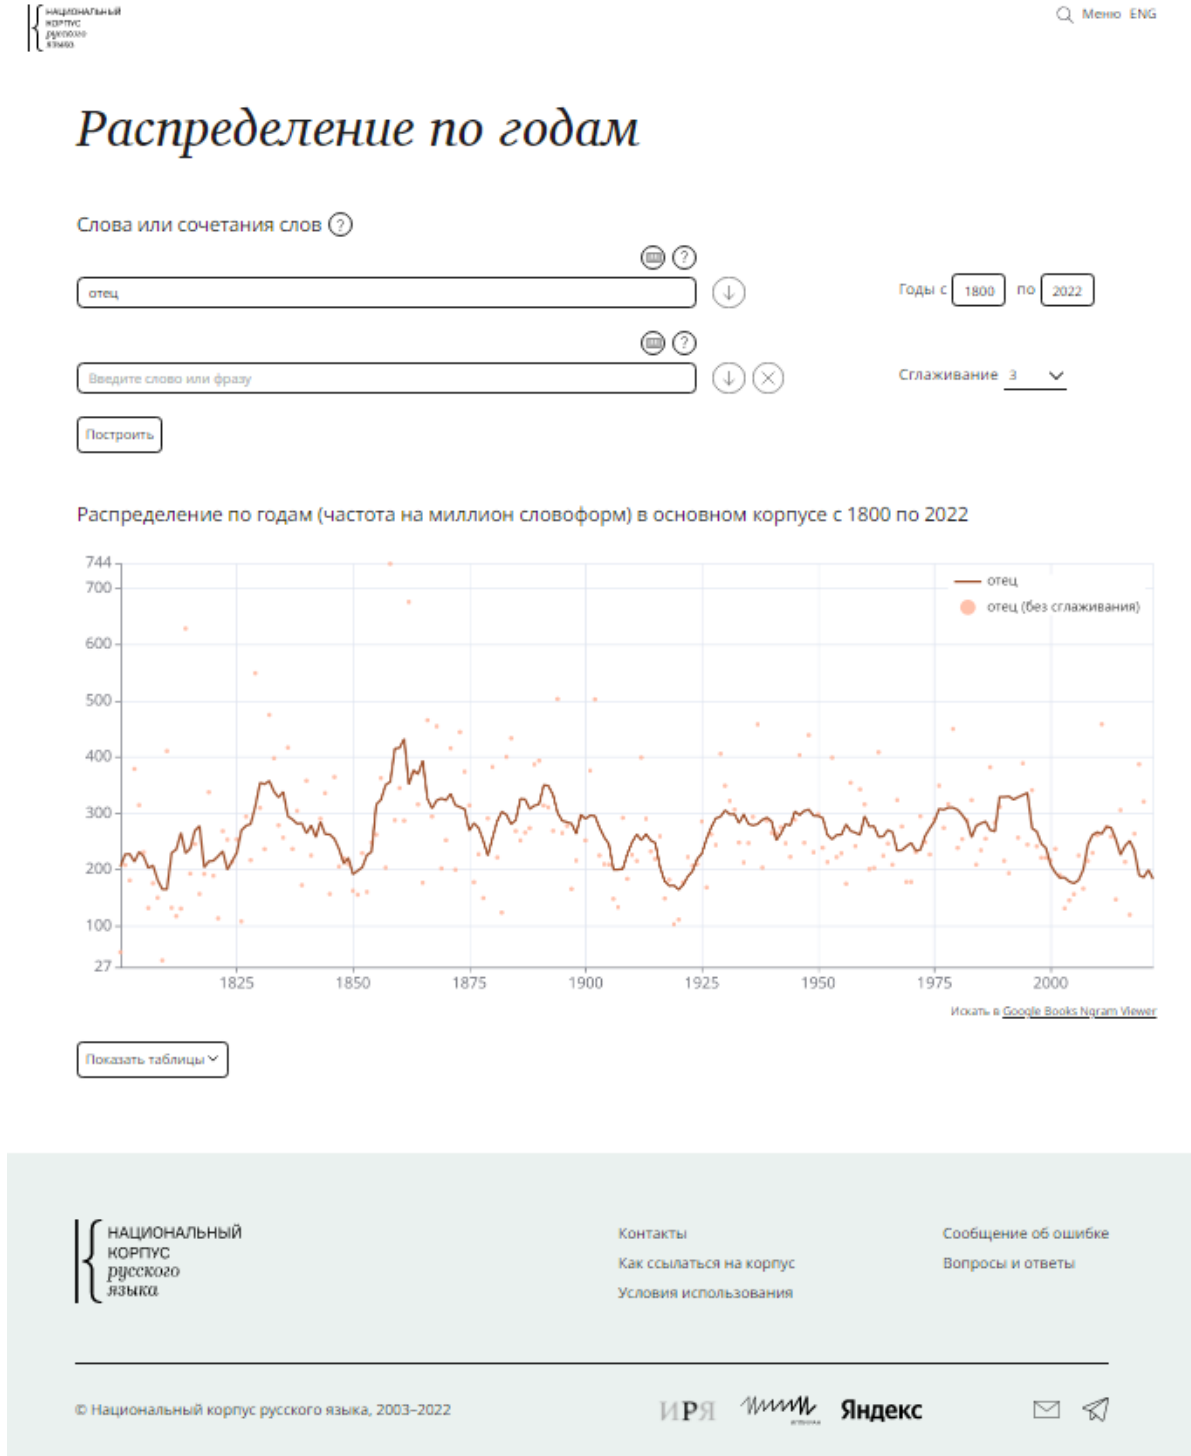 НАЦИОНАЛЬНЫЙ
КОРПУС
русского
языка
Меню ENG
Распределение по годам
Слова или сочетания слов ?
?
отец
Годы с 1800 по 2022
?
Введите слово или фразу
Сглаживание 3
Построить
Распределение по годам (частота на миллион словоформ) в основном корпусе с 1800 по 2022
744
700
600
500
400
300
200
100
27
отец
отец (без сглаживания)
1825 1850 1875 1900 1925 1950 1975 2000
Искать в Google Books Ngram Viewer
Показать таблицы
НАЦИОНАЛЬНЫЙ
КОРПУС
русского
языка
Контакты
Как ссылаться на корпус
Условия использования
Сообщение об ошибке
Вопросы и ответы
© Национальный корпус русского языка, 2003–2022
ИРЯ
Яндекс